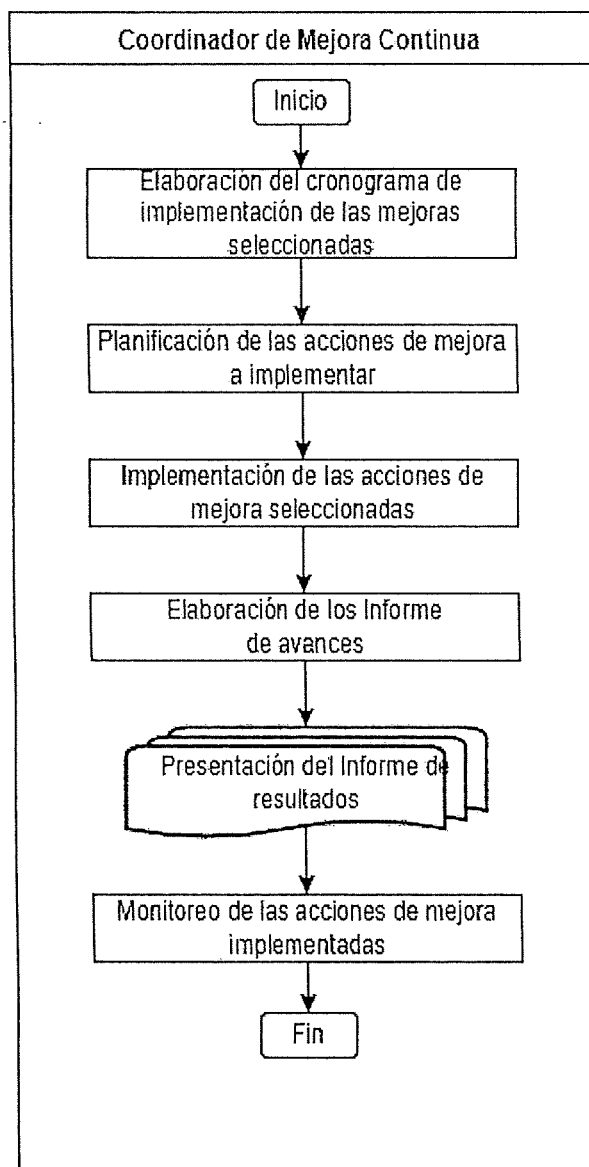 Coordinador de Mejora Continua
Inicio
Elaboración del cronograma de
implementación de las mejoras
seleccionadas
Planificación de las acciones de mejora
a implementar
Implementación de las acciones de
mejora seleccionadas
Elaboración de los Informe
de avances
Presentación del Informe de
resultados
Monitoreo de las acciones de mejora
implementadas
Fin